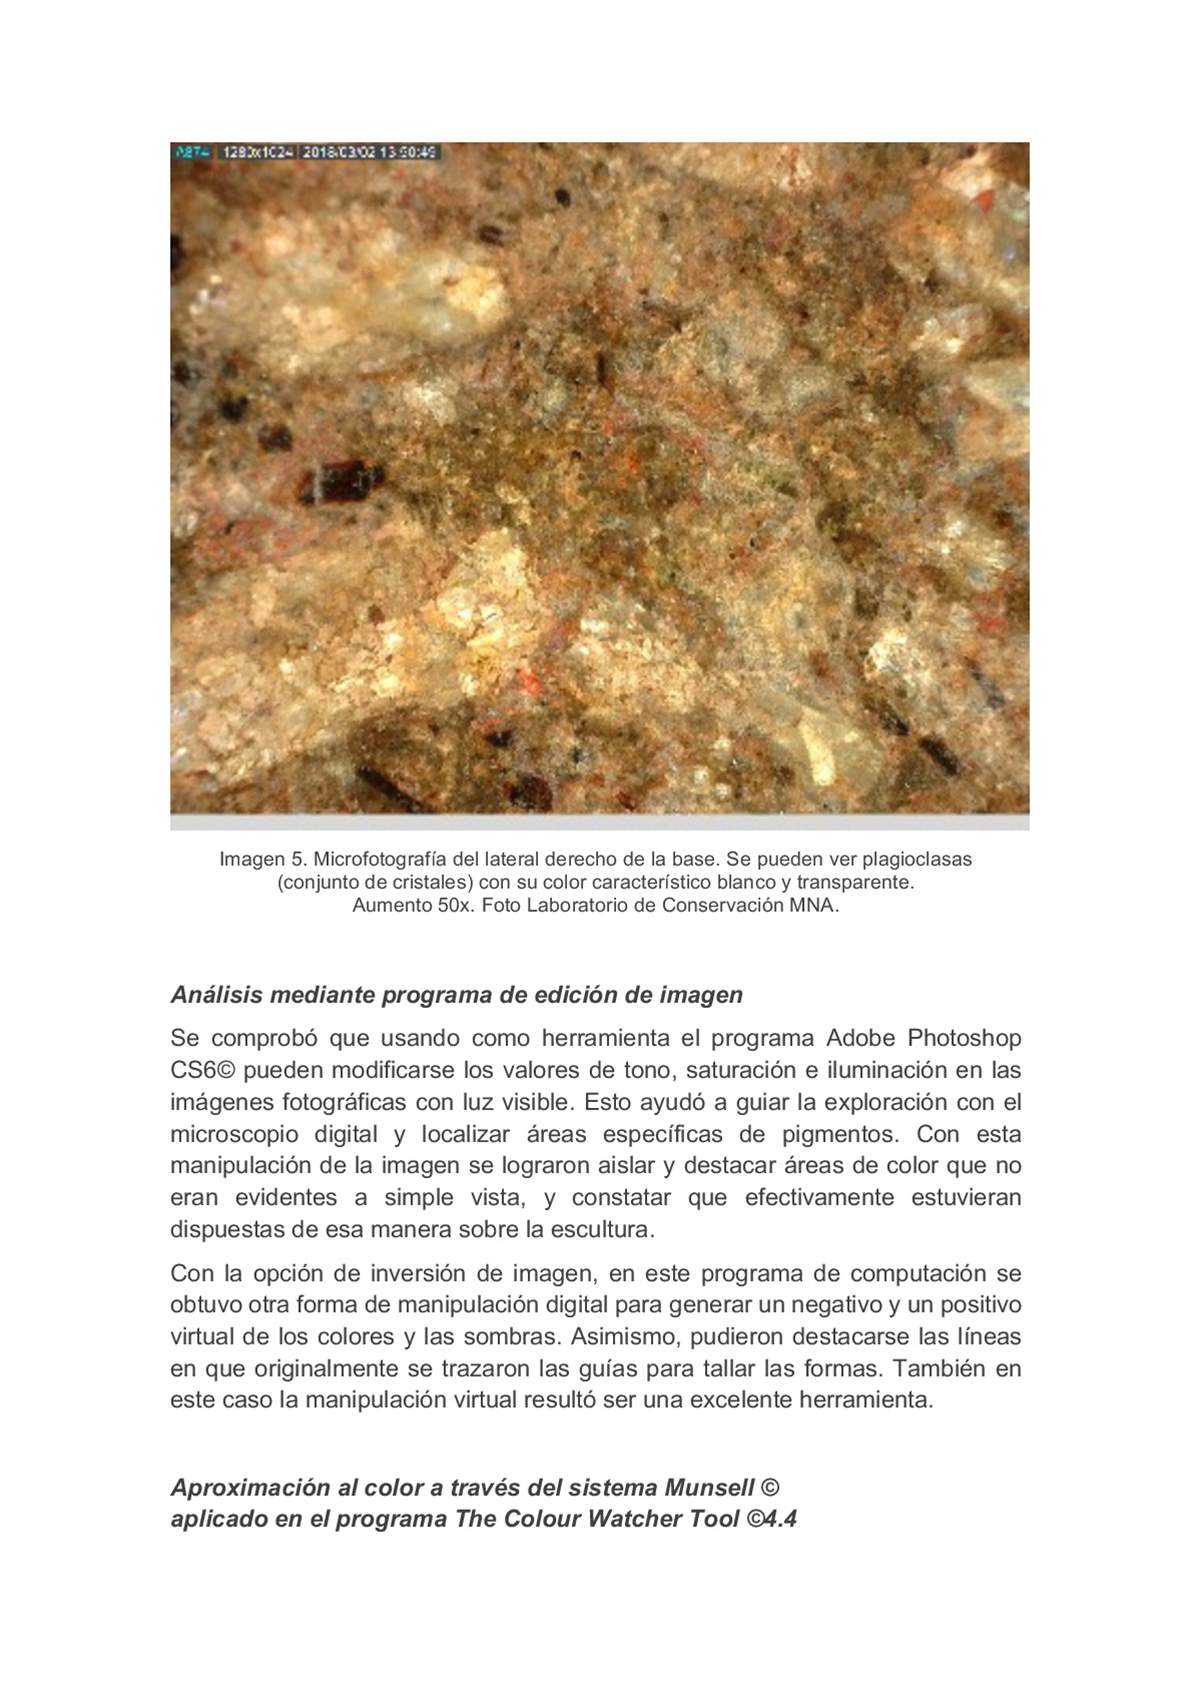 1280x1024 2018/03/02 13:50:49
Imagen 5. Microfotografía del lateral derecho de la base. Se pueden ver plagioclasas
(conjunto de cristales) con su color característico blanco y transparente.
Aumento 50x. Foto Laboratorio de Conservación MNA.
Análisis mediante programa de edición de imagen
Se comprobó que usando como herramienta el programa Adobe Photoshop
CS6© pueden modificarse los valores de tono, saturación e iluminación en las
imágenes fotográficas con luz visible. Esto ayudó a guiar la exploración con el
microscopio digital y localizar áreas específicas de pigmentos. Con esta
manipulación de la imagen se lograron aislar y destacar áreas de color que no
eran evidentes a simple vista, y constatar que efectivamente estuvieran
dispuestas de esa manera sobre la escultura.
Con la opción de inversión de imagen, en este programa de computación se
obtuvo otra forma de manipulación digital para generar un negativo y un positivo
virtual de los colores y las sombras. Asimismo, pudieron destacarse las líneas
en que originalmente se trazaron las guías para tallar las formas. También en
este caso la manipulación virtual resultó ser una excelente herramienta.
Aproximación al color a través del sistema Munsell ©
aplicado en el programa The Colour Watcher Tool ©4.4